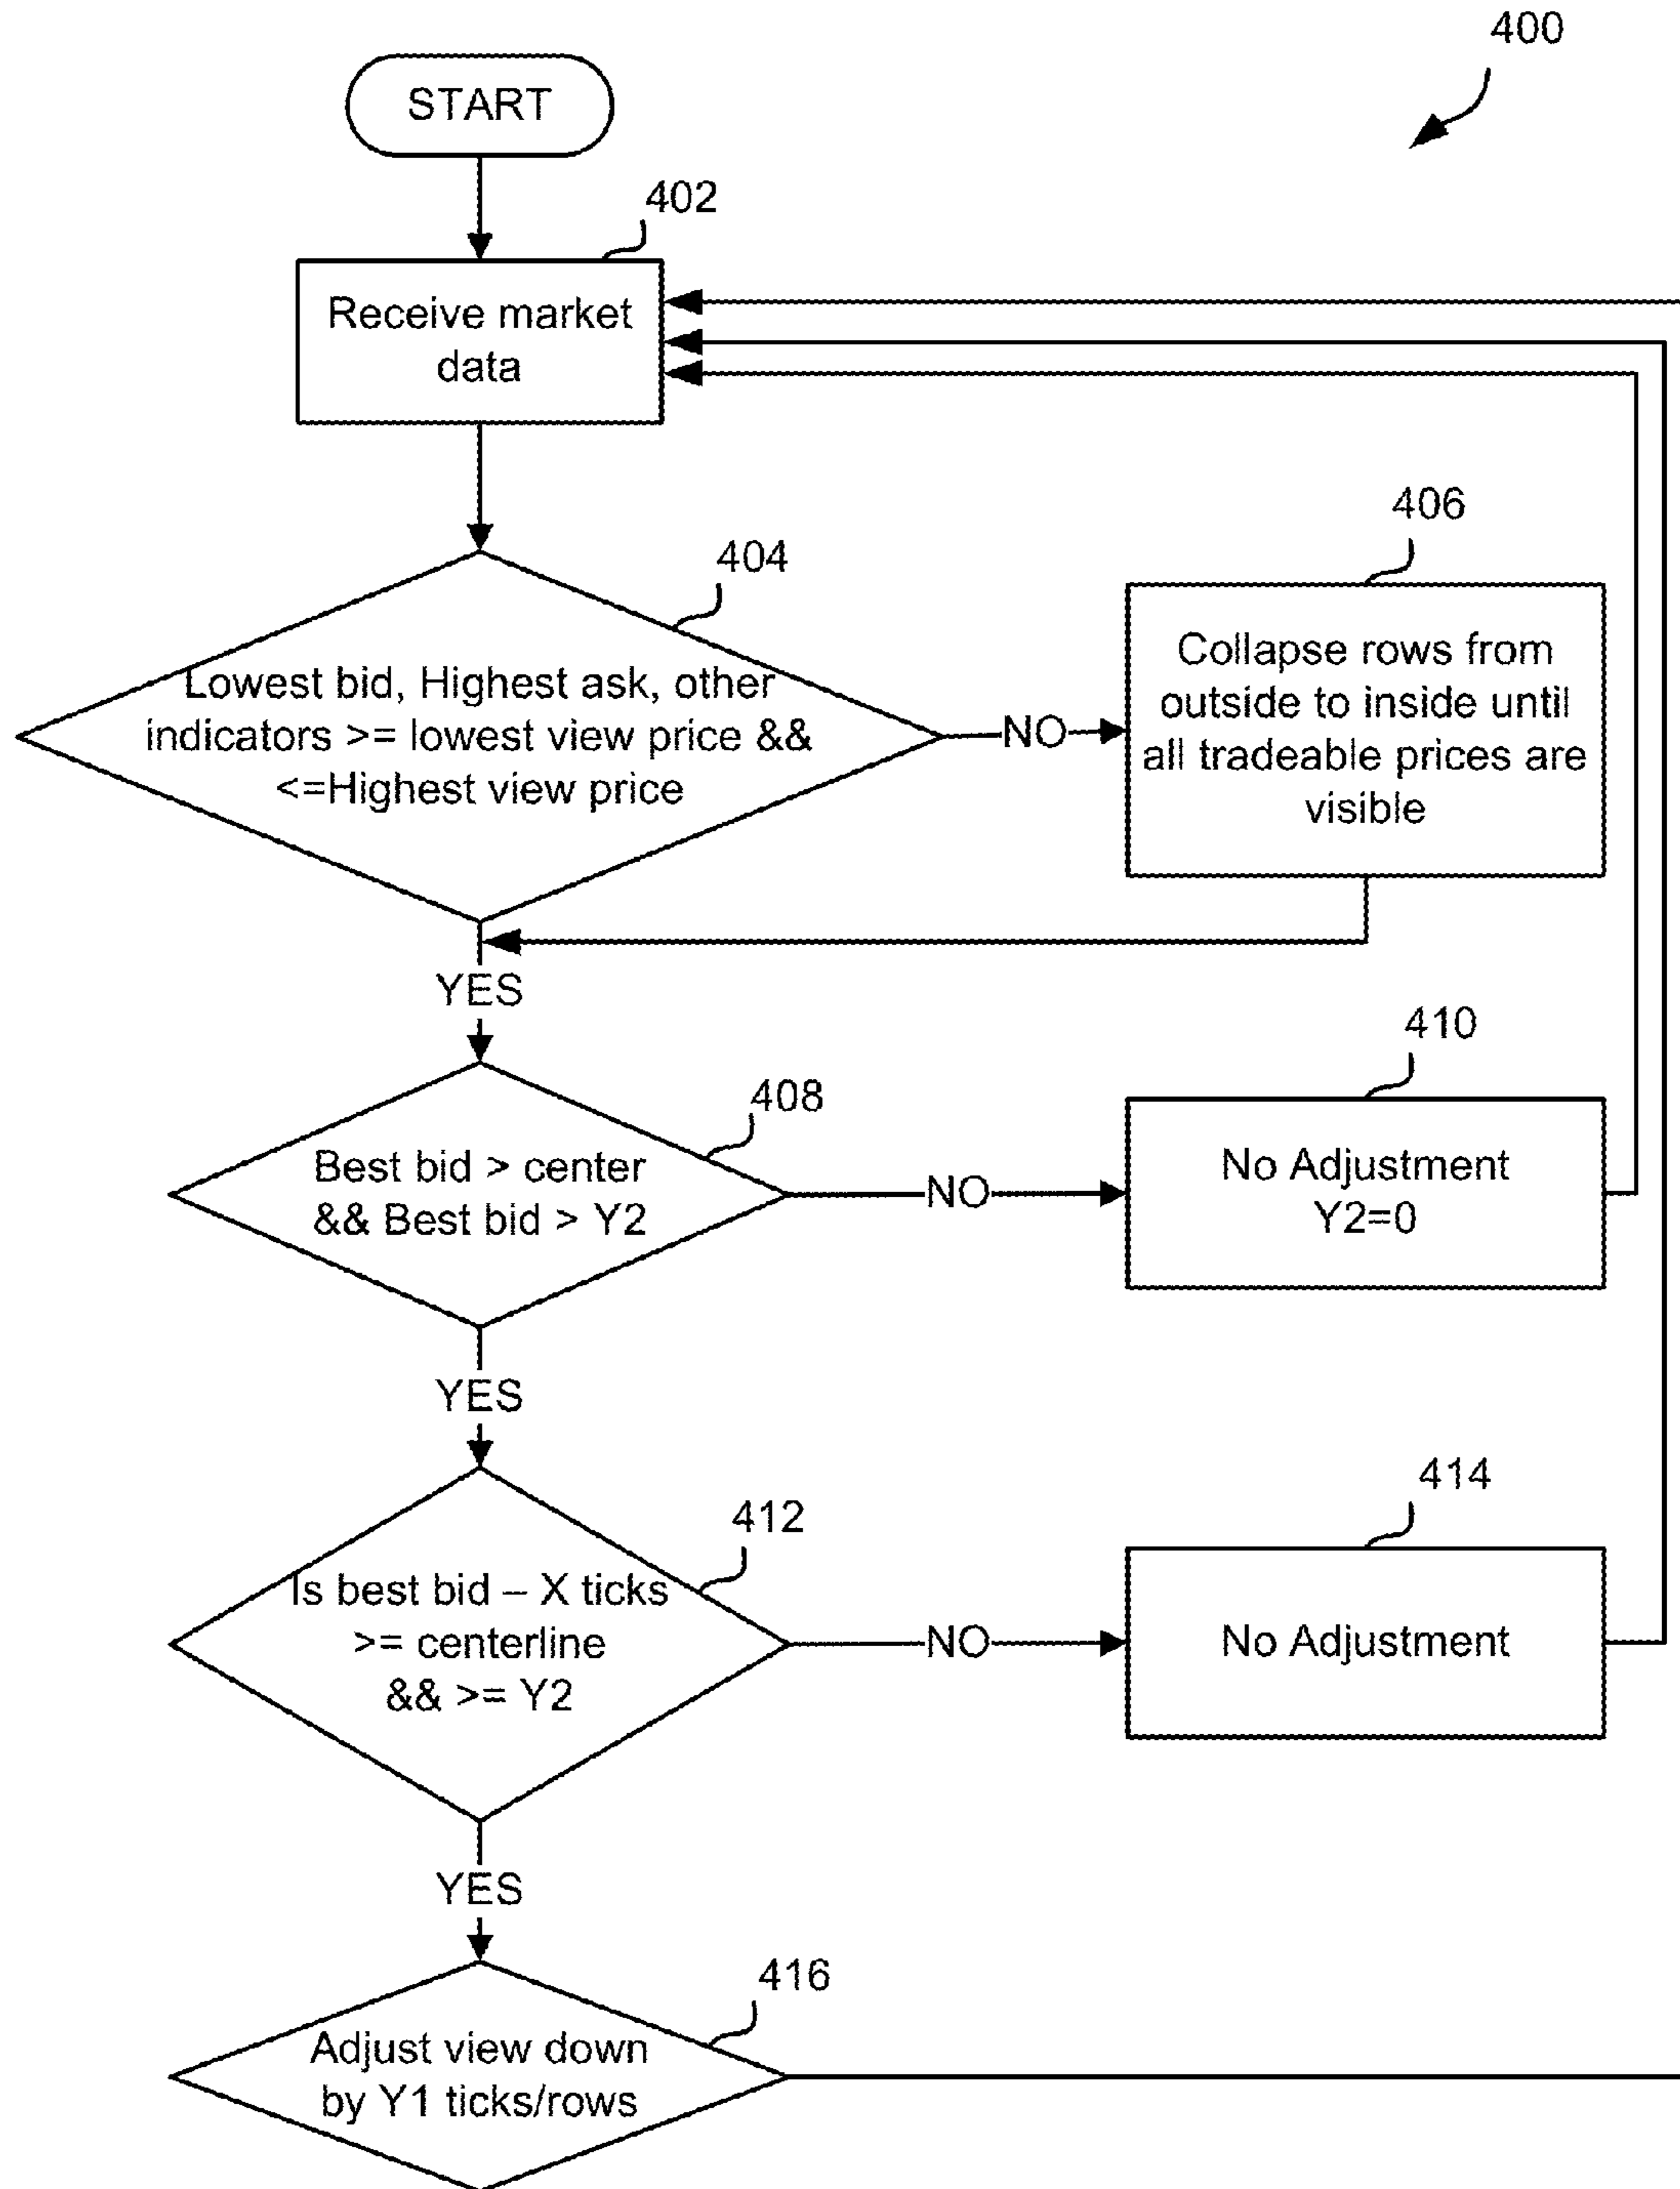 400
START
402
Receive market
data
404
Lowest bid, Highest ask, other
indicators >= lowest view price &&
<=Highest view price
NO
406
Collapse rows from
outside to inside until
all tradeable prices are
visible
YES
408
Best bid > center
&& Best bid > Y2
NO
410
No Adjustment
Y2=0
YES
412
Is best bid – X ticks
>= centerline
&& >= Y2
NO
414
No Adjustment
YES
416
Adjust view down
by Y1 ticks/rows